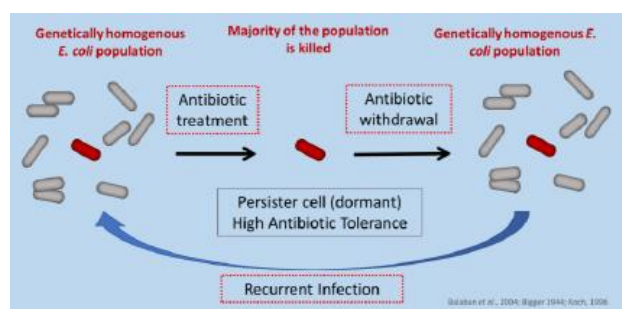 Genetically homogenous
E. coli population
Majority of the population
is killed
Genetically homogenous E.
coli population
Antibiotic
treatment
Antibiotic
withdrawal
Persister cell (dormant)
High Antibiotic Tolerance
Recurrent Infection
Balaban et al., 2004; Bigger 1944; Koch, 1996